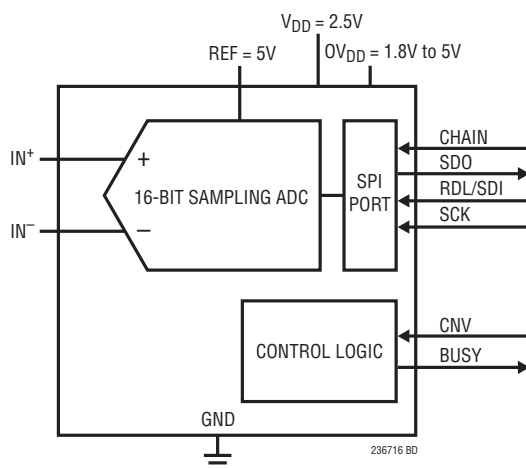 VDD = 2.5V
REF = 5V
OVDD = 1.8V to 5V
IN+
+
16-BIT SAMPLING ADC
SPI
PORT
CHAIN
SDO
RDL/SDI
SCK
IN−
−
CONTROL LOGIC
CNV
BUSY
GND
236716 BD